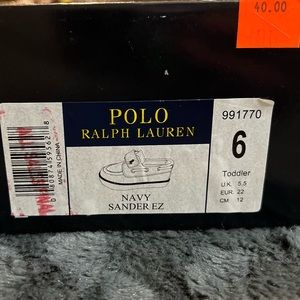 40.00
POLO
RALPH LAUREN
991770
6
Toddler
U.K. 5.5
EUR. 22
CM 12
NAVY
SANDER EZ
MADE IN CHINA